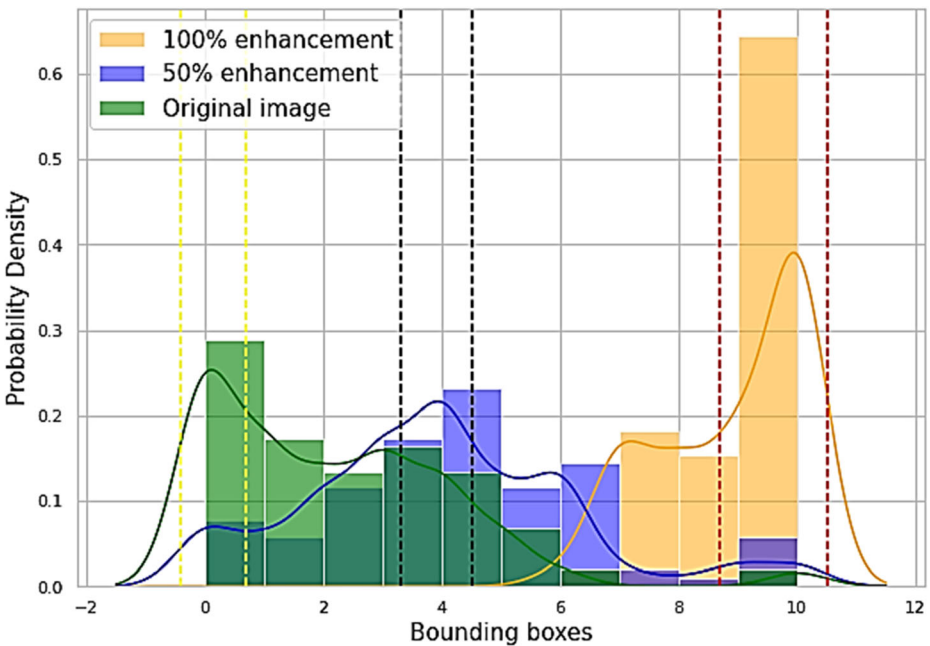 100% enhancement
50% enhancement
Original image
0.6
0.5
0.4
0.3
0.2
0.1
0.0
Probability Density
−2 0 2 4 6 8 10 12
Bounding boxes